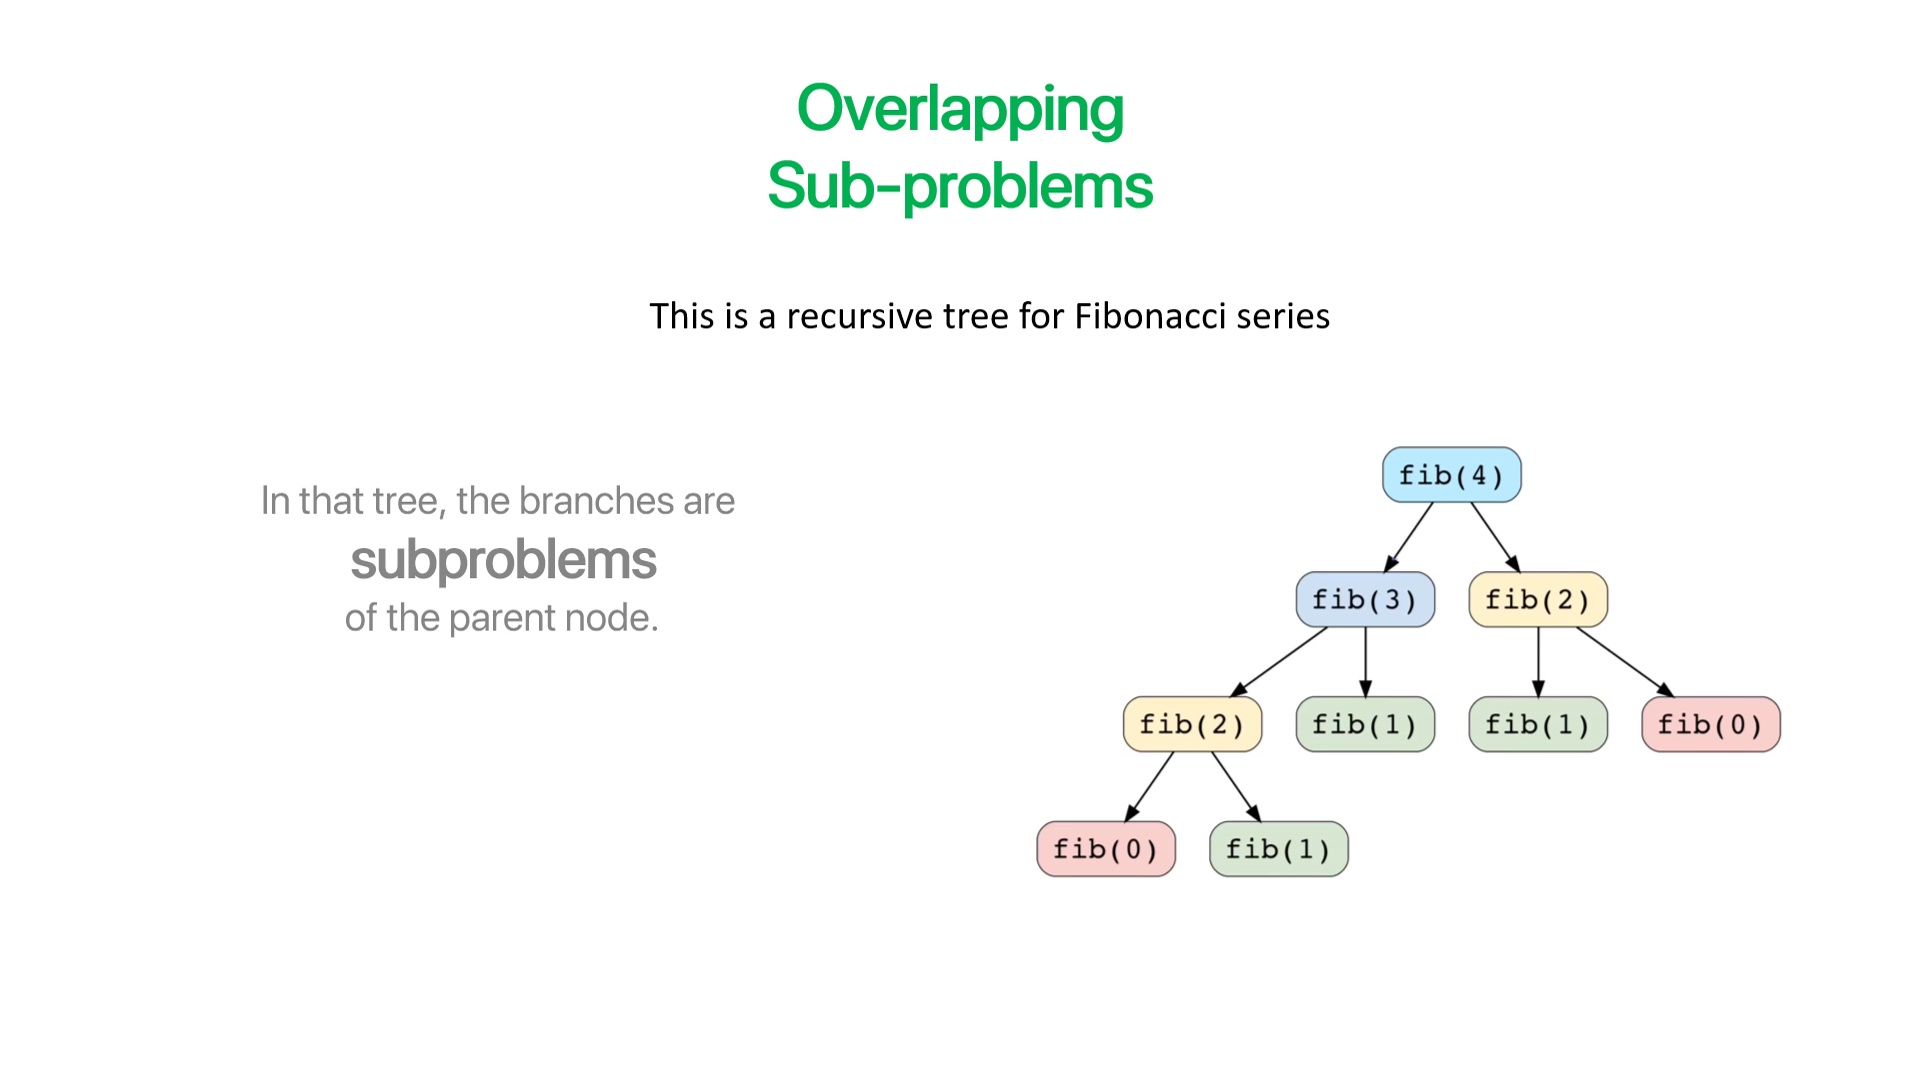 Overlapping
Sub-problems
This is a recursive tree for Fibonacci series
In that tree, the branches are
subproblems
of the parent node.
fib(4)
fib(3) fib(2)
fib(2) fib(1) fib(1) fib(0)
fib(0) fib(1)